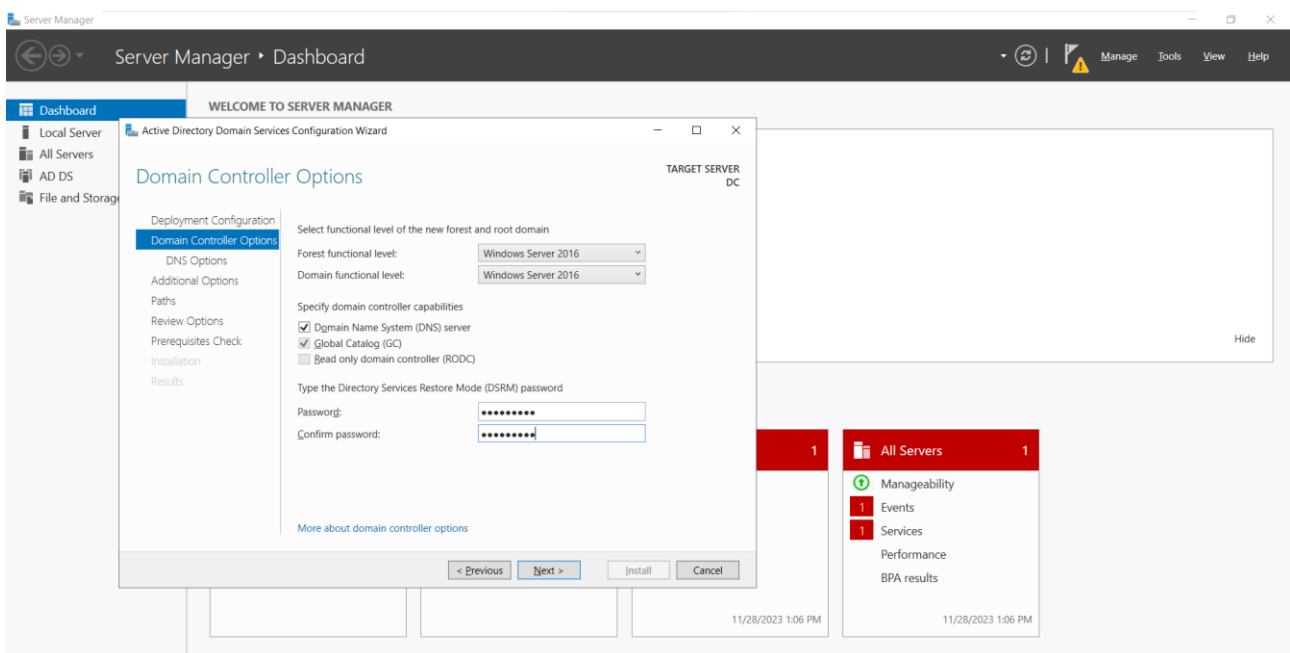 Server Manager
Server Manager ‣ Dashboard
Manage Tools View Help
Dashboard
Local Server
All Servers
AD DS
File and Storage
WELCOME TO SERVER MANAGER
Active Directory Domain Services Configuration Wizard
Domain Controller Options
TARGET SERVER
DC
Deployment Configuration
Domain Controller Options
DNS Options
Additional Options
Paths
Review Options
Prerequisites Check
Installation
Results
Select functional level of the new forest and root domain
Forest functional level: Windows Server 2016
Domain functional level: Windows Server 2016
Specify domain controller capabilities
Domain Name System (DNS) server
Global Catalog (GC)
Read only domain controller (RODC)
Type the Directory Services Restore Mode (DSRM) password
Password: •••••••••
Confirm password: •••••••••
More about domain controller options
< Previous Next > Install Cancel
Hide
1
11/28/2023 1:06 PM
All Servers 1
Manageability
1 Events
1 Services
Performance
BPA results
11/28/2023 1:06 PM